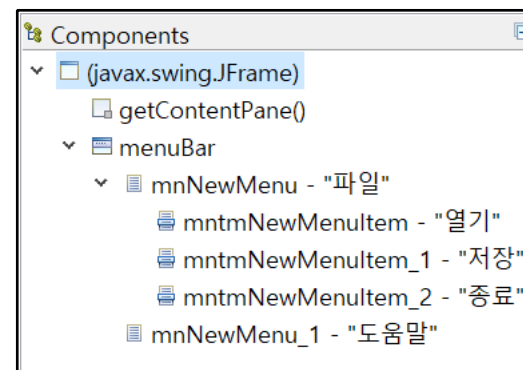 Components
(javax.swing.JFrame)
getContentPane()
menuBar
mnNewMenu - "파일"
mntmNewMenuItem - "열기"
mntmNewMenuItem_1 - "저장"
mntmNewMenuItem_2 - "종료"
mnNewMenu_1 - "도움말"